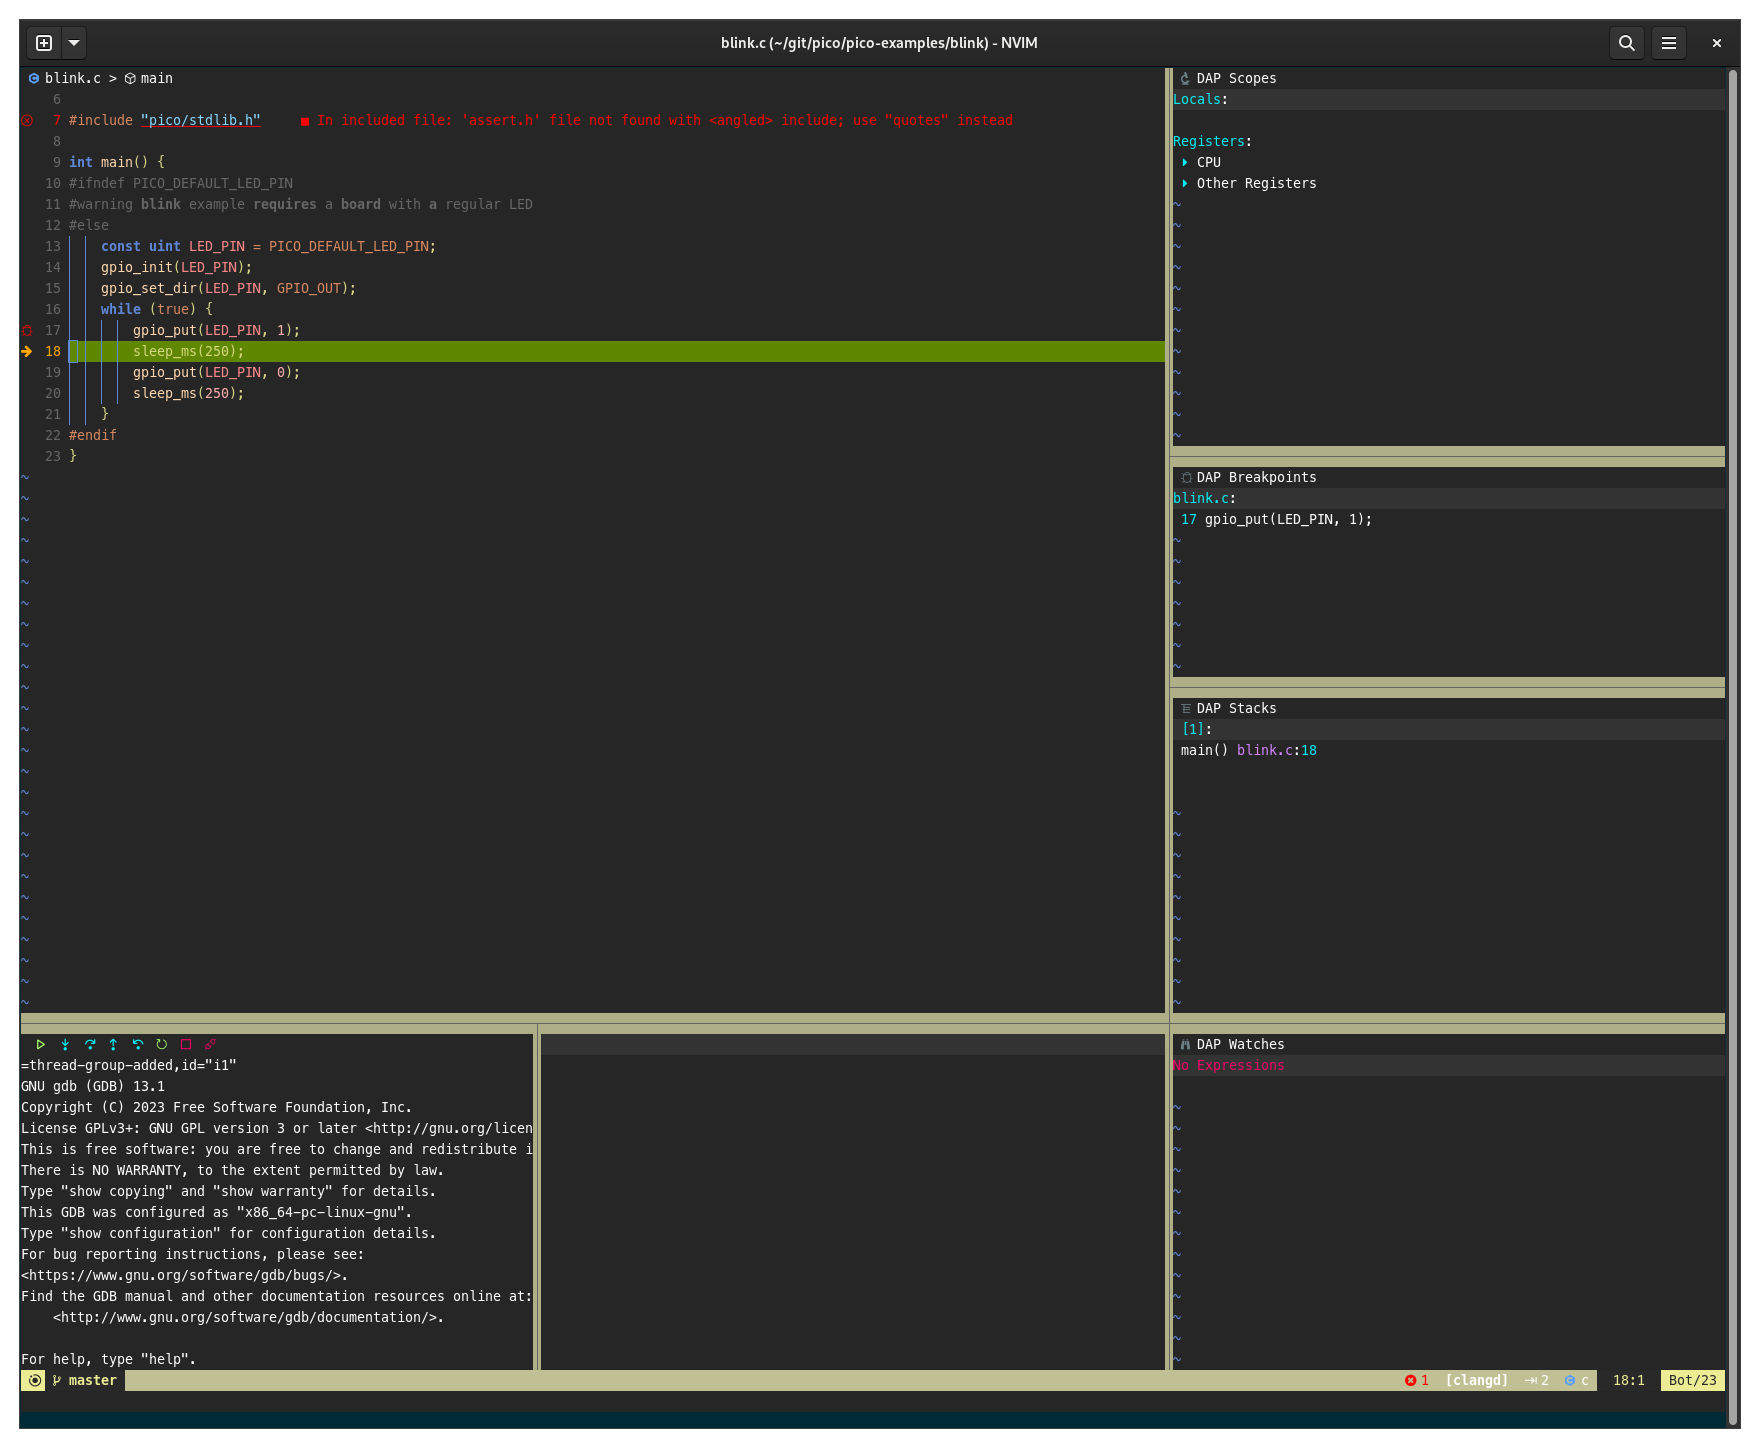 blink.c (~/git/pico/pico-examples/blink) - NVIM
blink.c > main
6
7 #include "pico/stdlib.h" ■ In included file: 'assert.h' file not found with <angled> include; use "quotes" instead
8
9 int main() {
10 #ifndef PICO_DEFAULT_LED_PIN
11 #warning blink example requires a board with a regular LED
12 #else
13 const uint LED_PIN = PICO_DEFAULT_LED_PIN;
14 gpio_init(LED_PIN);
15 gpio_set_dir(LED_PIN, GPIO_OUT);
16 while (true) {
17 gpio_put(LED_PIN, 1);
18 sleep_ms(250);
19 gpio_put(LED_PIN, 0);
20 sleep_ms(250);
21 }
22 #endif
23 }
DAP Scopes
Locals:
Registers:
CPU
Other Registers
DAP Breakpoints
blink.c:
17 gpio_put(LED_PIN, 1);
DAP Stacks
[1]:
main() blink.c:18
=thread-group-added,id="i1"
GNU gdb (GDB) 13.1
Copyright (C) 2023 Free Software Foundation, Inc.
License GPLv3+: GNU GPL version 3 or later <http://gnu.org/licen
This is free software: you are free to change and redistribute i
There is NO WARRANTY, to the extent permitted by law.
Type "show copying" and "show warranty" for details.
This GDB was configured as "x86_64-pc-linux-gnu".
Type "show configuration" for configuration details.
For bug reporting instructions, please see:
<https://www.gnu.org/software/gdb/bugs/>.
Find the GDB manual and other documentation resources online at:
<http://www.gnu.org/software/gdb/documentation/>.
For help, type "help".
DAP Watches
No Expressions
master
1 [clangd] 2 c 18:1 Bot/23